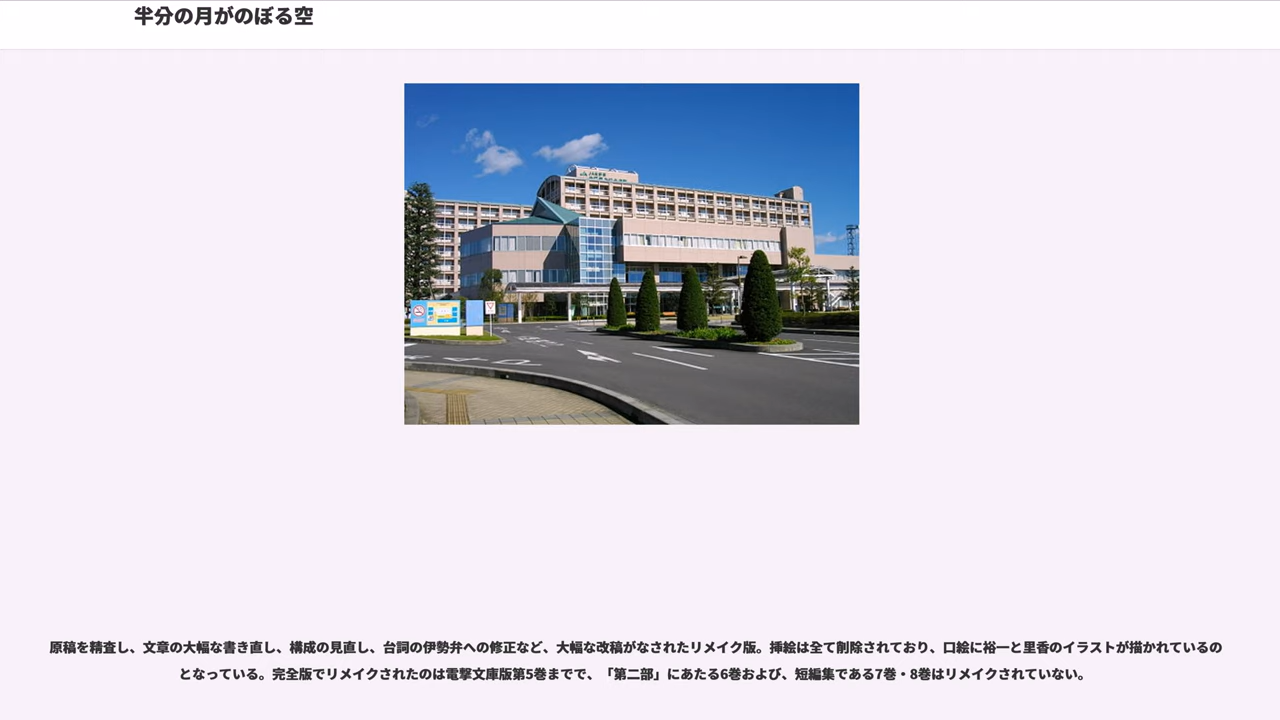 半分の月がのぼる空
原稿を精査し、文章の大幅な書き直し、構成の見直し、台詞の伊勢弁への修正など、大幅な改稿がなされたリメイク版。挿絵は全て削除されており、口絵に裕一と里香のイラストが描かれているの
となっている。完全版でリメイクされたのは電撃文庫版第5巻までで、「第二部」にあたる6巻および、短編集である7巻・8巻はリメイクされていない。